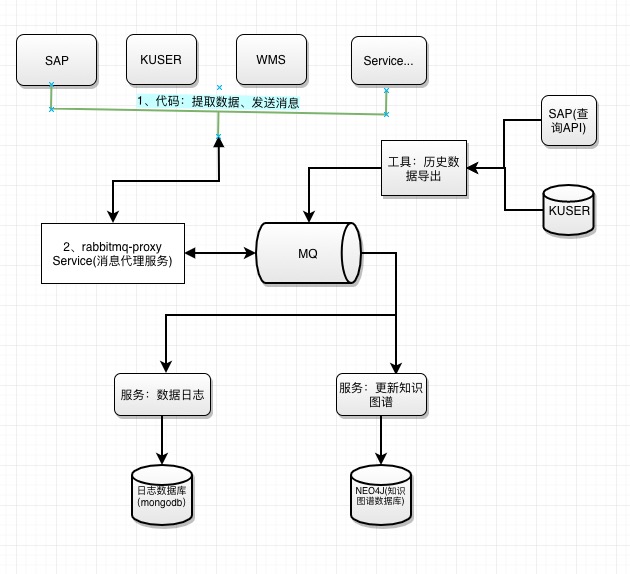 SAP
KUSER
WMS
Service...
1、代码：提取数据、发送消息
SAP(查
询API)
工具：历史数
据导出
KUSER
2、rabbitmq-proxy
Service(消息代理服务)
MQ
服务：数据日志
服务：更新知识
图谱
日志数据库
(mongodb)
NEO4J(知识
图谱数据库)